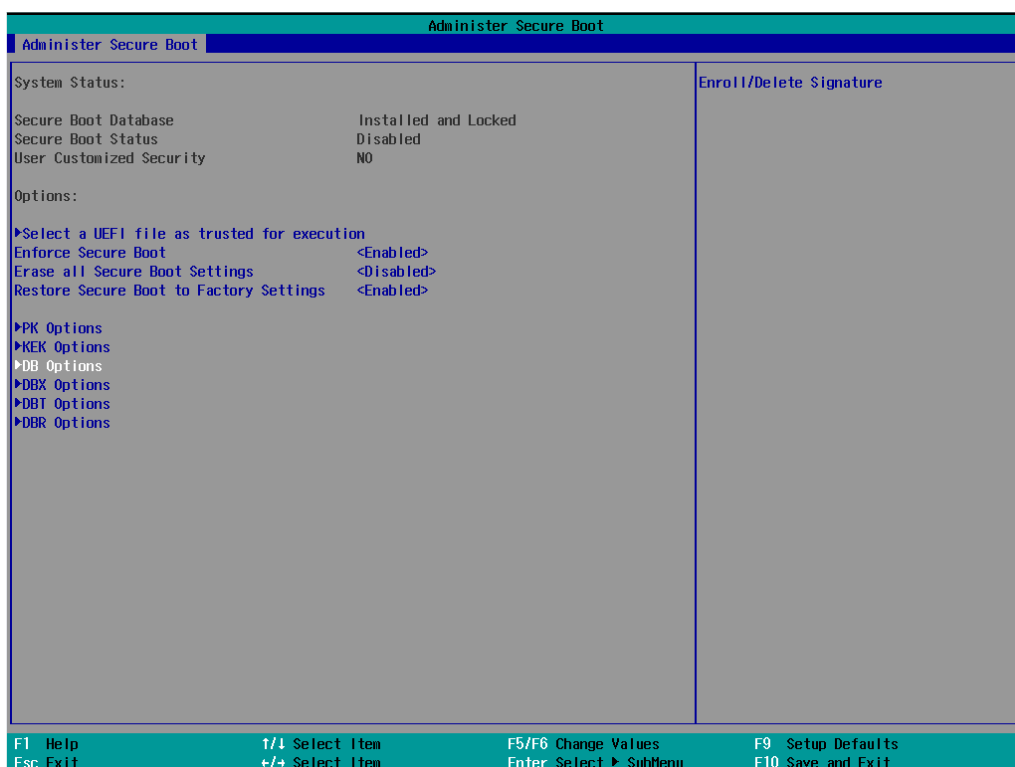 Administer Secure Boot
Administer Secure Boot
System Status:
Enroll/Delete Signature
Secure Boot Database Installed and Locked
Secure Boot Status Disabled
User Customized Security NO
Options:
▶Select a UEFI file as trusted for execution
Enforce Secure Boot <Enabled>
Erase all Secure Boot Settings <Disabled>
Restore Secure Boot to Factory Settings <Enabled>
▶PK Options
▶KEK Options
▶DB Options
▶DBX Options
▶DBT Options
▶DBR Options
F1 Help ↑/↓ Select Item F5/F6 Change Values F9 Setup Defaults
Esc Exit ←/→ Select Item Enter Select ▶ SubMenu F10 Save and Exit